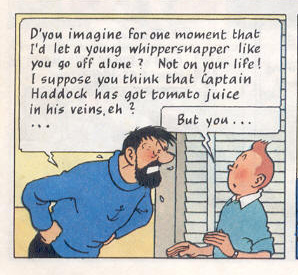 D'you imagine for one moment that
I'd let a young whippersnapper like
you go off alone ? Not on your life !
I suppose you think that Captain
Haddock has got tomato juice
in his veins, eh ?
...
But you ...